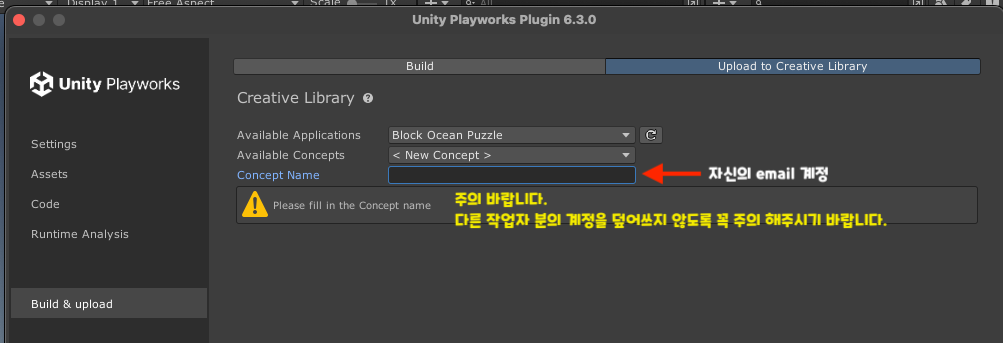 Display 1 Free Aspect Scale 1x
Unity Playworks Plugin 6.3.0
Unity Playworks
Build Upload to Creative Library
Creative Library ?
Settings
Available Applications Block Ocean Puzzle
Available Concepts < New Concept >
Assets
Concept Name 자신의 email 계정
Code
주의 바랍니다.
Please fill in the Concept name
다른 작업자 분의 계정을 덮어쓰지 않도록 꼭 주의 해주시기 바랍니다.
Runtime Analysis
Build & upload